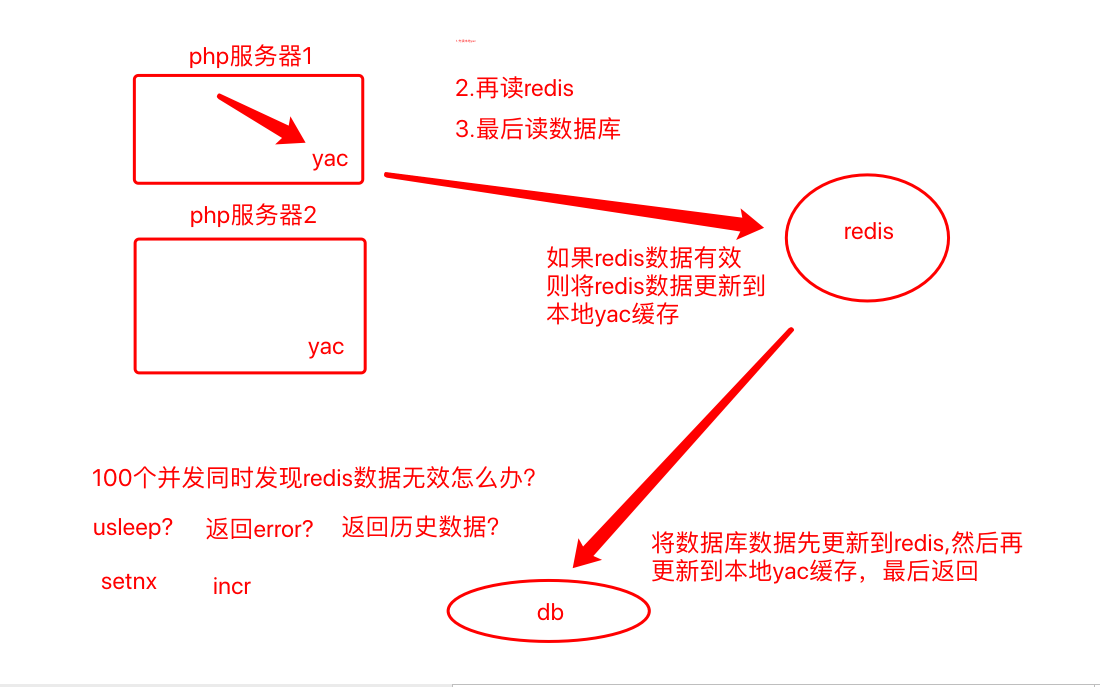 php服务器1
yac
2.再读redis
3.最后读数据库
php服务器2
yac
redis
如果redis数据有效
则将redis数据更新到
本地yac缓存
100个并发同时发现redis数据无效怎么办?
usleep?
返回error?
返回历史数据?
setnx
incr
将数据库数据先更新到redis,然后再
更新到本地yac缓存，最后返回
db